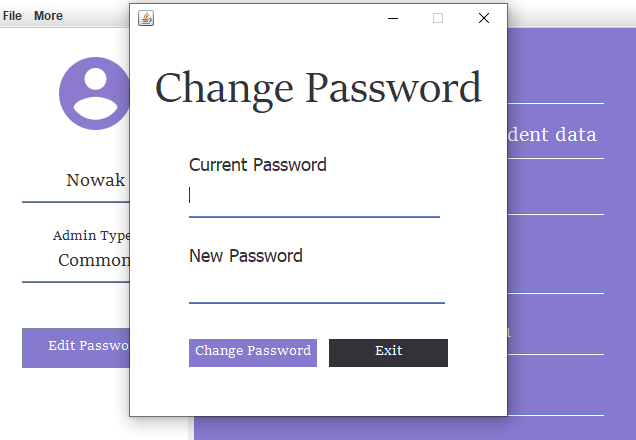 File More
Change Password
Current Password
New Password
Change Password Exit
Nowak
Admin Type
Common
Edit Passwo
dent data